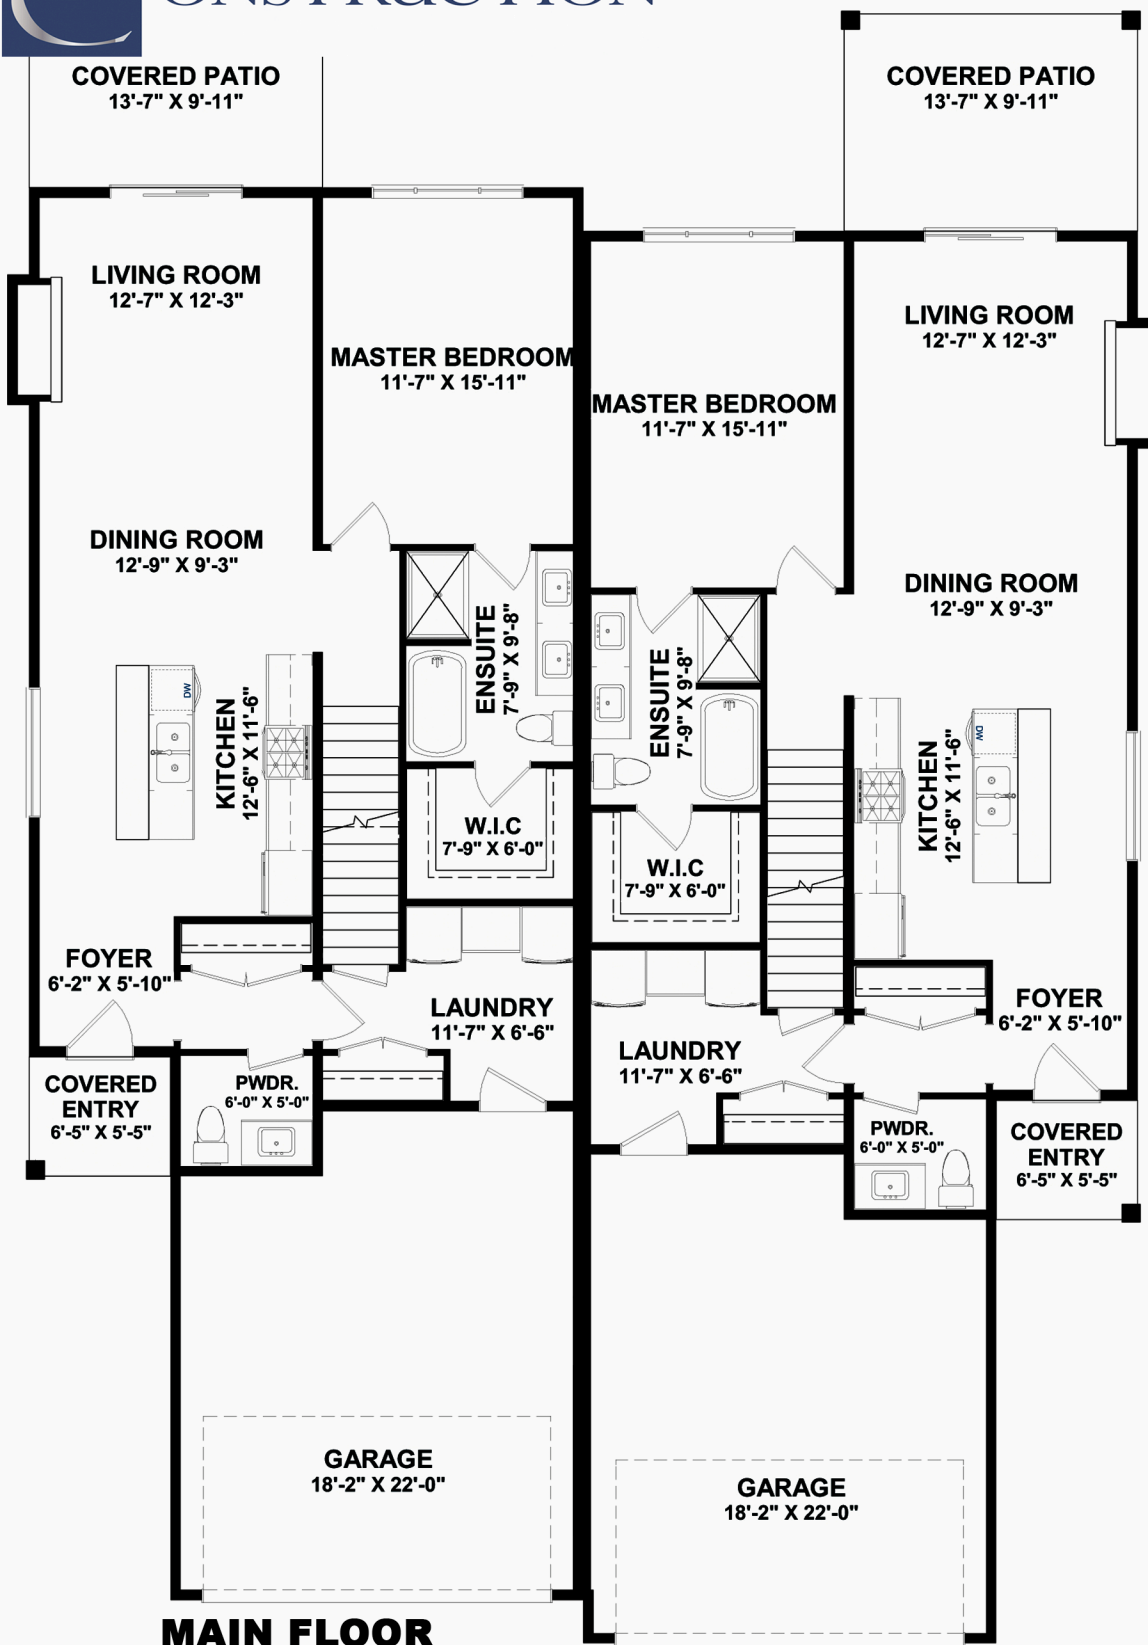 ONSTRUCTION
COVERED PATIO
13'-7" X 9'-11"
COVERED PATIO
13'-7" X 9'-11"
LIVING ROOM
12'-7" X 12'-3"
MASTER BEDROOM
11'-7" X 15'-11"
DINING ROOM
12'-9" X 9'-3"
ENSUITE
7'-9" X 9'-8"
DW
KITCHEN
12'-6" X 11'-6"
W.I.C
7'-9" X 6'-0"
FOYER
6'-2" X 5'-10"
LAUNDRY
11'-7" X 6'-6"
COVERED
ENTRY
6'-5" X 5'-5"
PWDR.
6'-0" X 5'-0"
GARAGE
18'-2" X 22'-0"
LIVING ROOM
12'-7" X 12'-3"
MASTER BEDROOM
11'-7" X 15'-11"
DINING ROOM
12'-9" X 9'-3"
ENSUITE
7'-9" X 9'-8"
KITCHEN
12'-6" X 11'-6"
DW
W.I.C
7'-9" X 6'-0"
FOYER
6'-2" X 5'-10"
LAUNDRY
11'-7" X 6'-6"
PWDR.
6'-0" X 5'-0"
COVERED
ENTRY
6'-5" X 5'-5"
GARAGE
18'-2" X 22'-0"
MAIN FLOOR